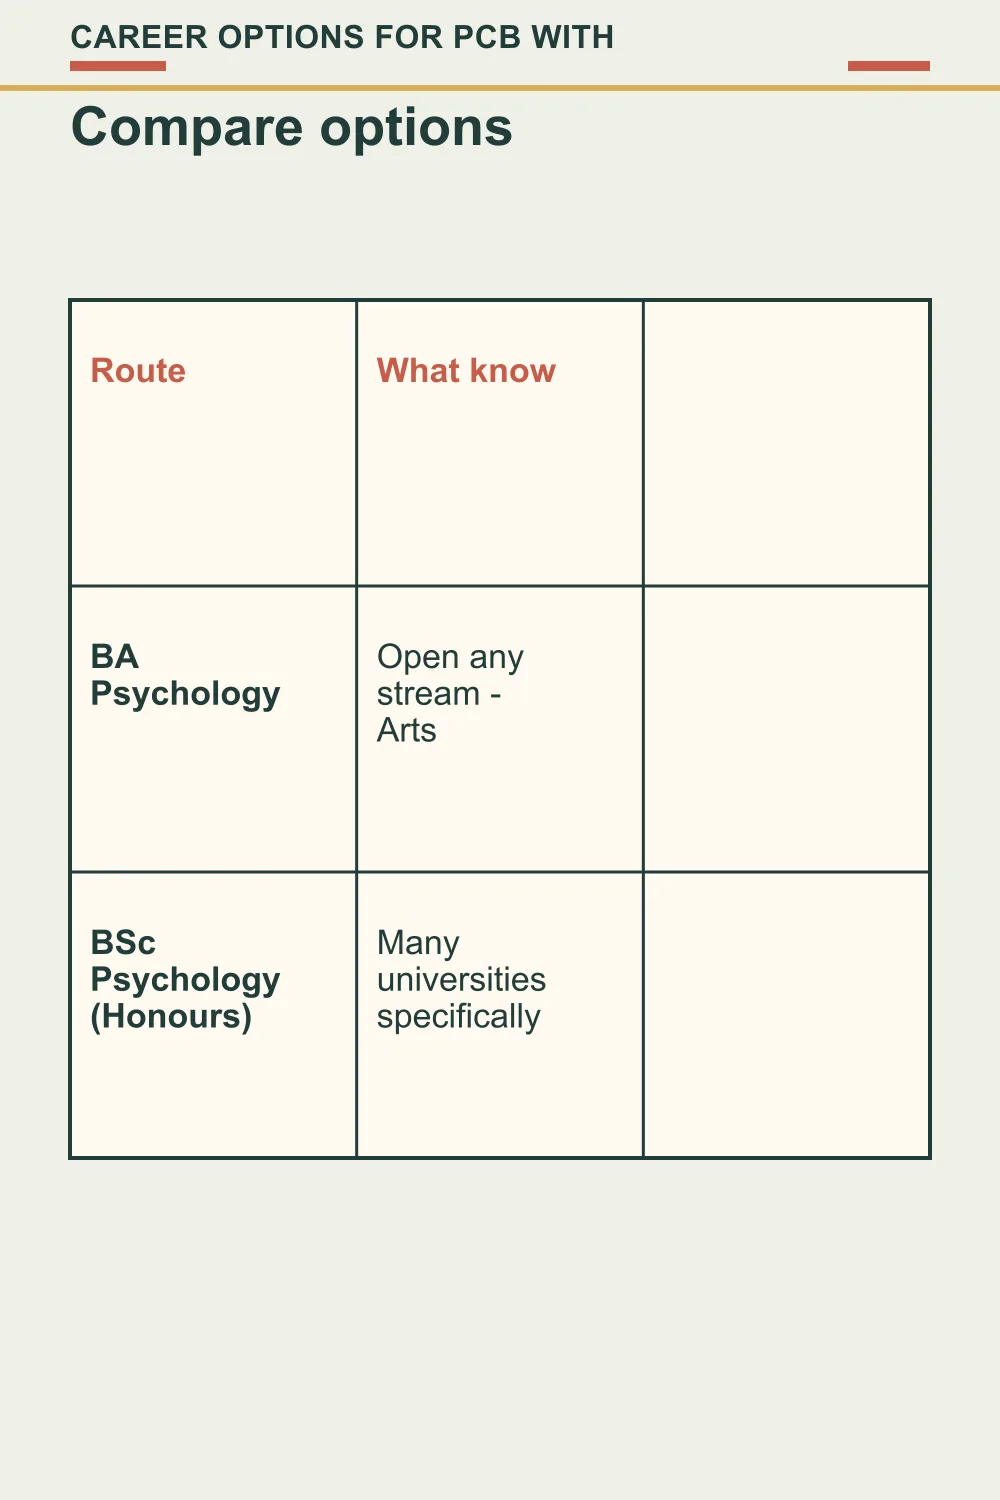 CAREER OPTIONS FOR PCB WITH
Compare options
Route
What know
BA
Psychology
Open any
stream -
Arts
BSc
Psychology
(Honours)
Many
universities
specifically